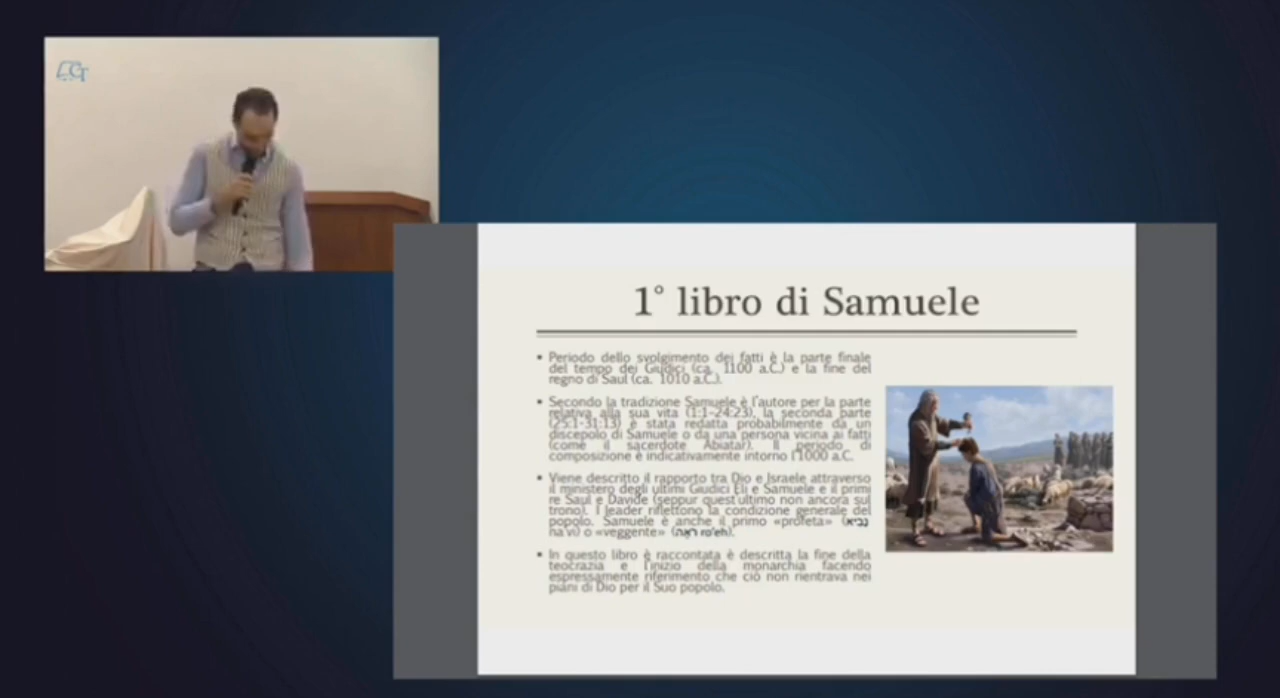 1° libro di Samuele
▪ Periodo dello svolgimento dei fatti è la parte finale
del tempo dei Giudici (ca. 1100 a.C.) e la fine del
regno di Saul (ca. 1010 a.C.).
▪ Secondo la tradizione Samuele è l'autore per la parte
relativa alla sua vita (1:1-24:23), la seconda parte
(25:1-31:13) è stata redatta probabilmente da un
discepolo di Samuele o da una persona vicina ai fatti
(come il sacerdote Abiatar). Il periodo di
composizione è indicativamente intorno l'1000 a.C.
▪ Viene descritto il rapporto tra Dio e Israele attraverso
il ministero degli ultimi Giudici Eli e Samuele e il primi
re Saul e Davide (seppur quest'ultimo non ancora sul
trono). I leader riflettono la condizione generale del
popolo. Samuele è anche il primo «profeta» (נָבִיא
na'vi) o «veggente» (רֹאֶה ro'eh).
▪ In questo libro è raccontata è descritta la fine della
teocrazia e l'inizio della monarchia facendo
espressamente riferimento che ciò non rientrava nei
piani di Dio per il Suo popolo.